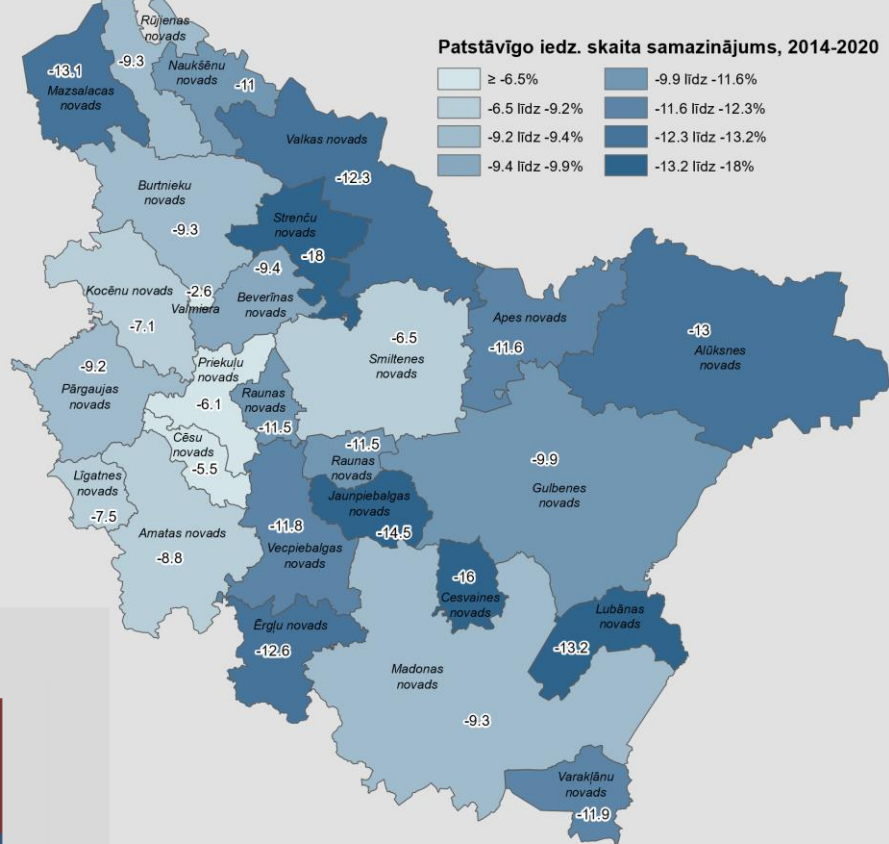 Patstāvīgo iedz. skaita samazinājums, 2014-2020
≥ -6.5%
-6.5 līdz -9.2%
-9.2 līdz -9.4%
-9.4 līdz -9.9%
-9.9 līdz -11.6%
-11.6 līdz -12.3%
-12.3 līdz -13.2%
-13.2 līdz -18%
Rūjienas
novads
-9.3
-13.1
Mazsalacas
novads
Naukšēnu
novads
-11
Valkas novads
-12.3
Burtnieku
novads
-9.3
Strenču
novads
-18
Kocēnu novads
-7.1
-2.6
Valmiera
-9.4
Beverīnas
novads
-6.5
Smiltenes
novads
Apes novads
-11.6
-13
Alūksnes
novads
-9.2
Pārgaujas
novads
Priekuļu
novads
-6.1
Raunas
novads
-11.5
Cēsu
novads
-5.5
-11.5
Raunas
novads
-9.9
Gulbenes
novads
Līgatnes
novads
-7.5
Amatas novads
-8.8
-11.8
Vecpiebalgas
novads
Jaunpiebalgas
novads
-14.5
-16
Cesvaines
novads
Lubānas
novads
-13.2
Ērgļu novads
-12.6
Madonas
novads
-9.3
Varakļānu
novads
-11.9